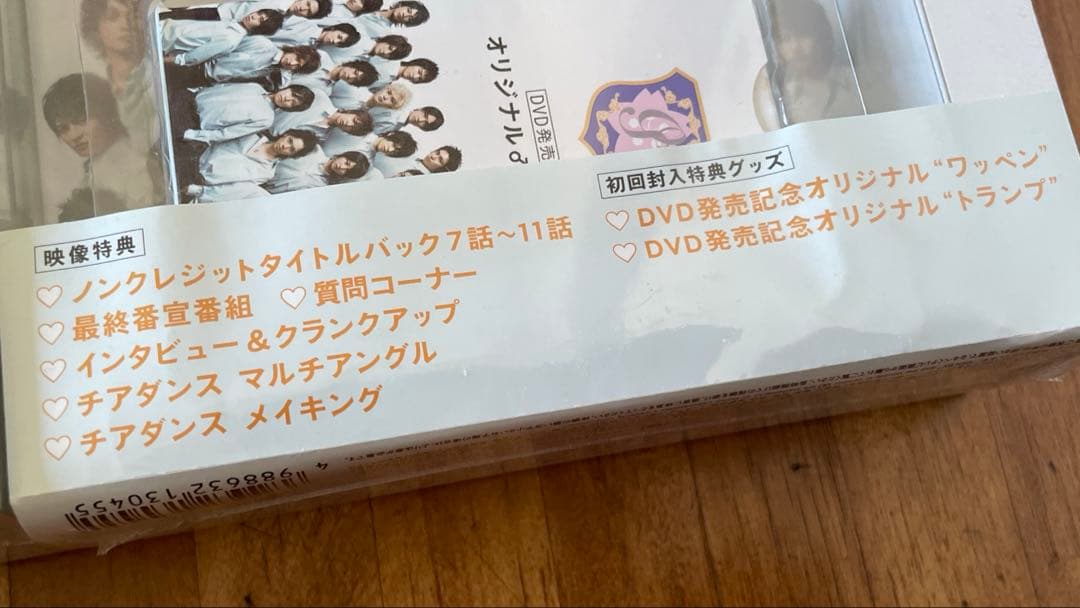 DVD発売
オリジナル
映像特典
♡ ノンクレジットタイトルバック7話〜11話
♡ 最終番宣番組 ♡ 質問コーナー
♡ インタビュー&クランクアップ
♡ チアダンス マルチアングル
♡ チアダンス メイキング
初回封入特典グッズ
♡ DVD発売記念オリジナル“ワッペン”
♡ DVD発売記念オリジナル“トランプ”
4 988632 130455